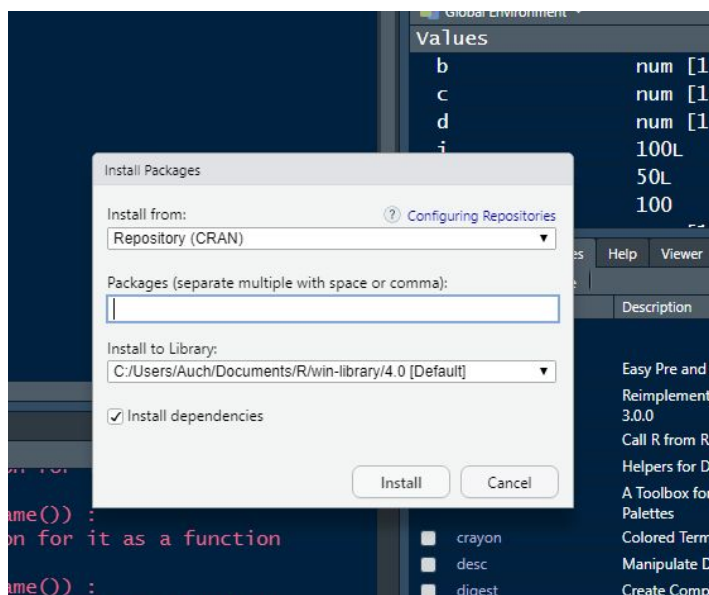 Global Environment
Values
b num [1
c num [1
d num [1
i 100L
50L
100
Install Packages
Install from:
? Configuring Repositories
Repository (CRAN)
Packages (separate multiple with space or comma):
Install to Library:
C:/Users/Auch/Documents/R/win-library/4.0 [Default]
Install dependencies
Install Cancel
es Help Viewer
Description
Easy Pre and
Reimplement
3.0.0
Call R from R
Helpers for D
A Toolbox for
Palettes
crayon Colored Term
desc Manipulate D
digest Create Comp
ame()) :
on for it as a function
ame()) :